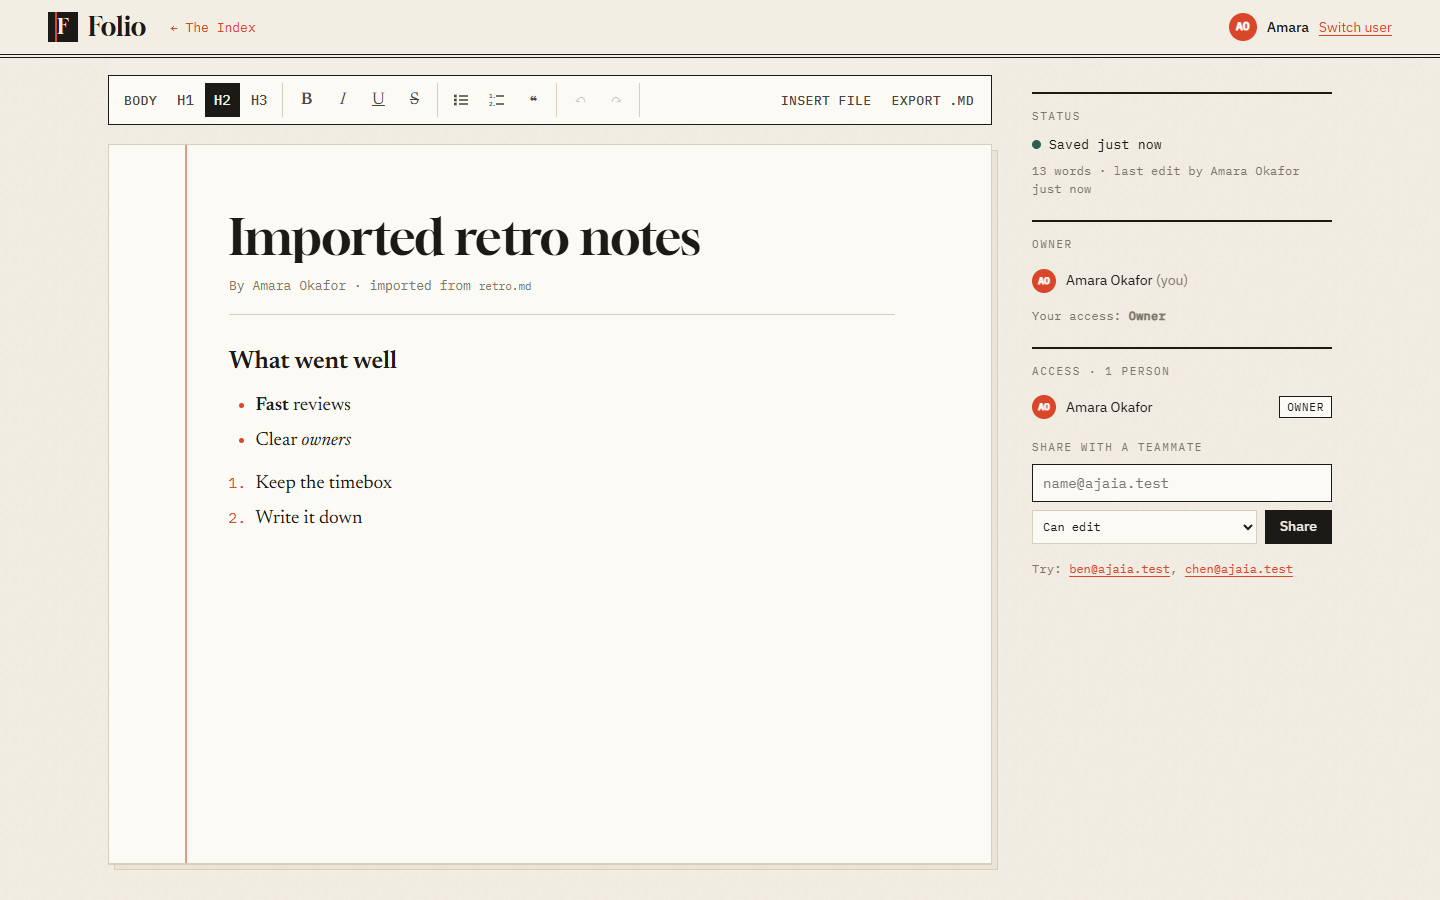 F Folio ← The Index
AO Amara Switch user
BODY H1 H2 H3 B I U S 1. 2. ❝ INSERT FILE EXPORT .MD
Imported retro notes
By Amara Okafor · imported from retro.md
What went well
• Fast reviews
• Clear owners
1. Keep the timebox
2. Write it down
STATUS
Saved just now
13 words · last edit by Amara Okafor
just now
OWNER
AO Amara Okafor (you)
Your access: Owner
ACCESS · 1 PERSON
AO Amara Okafor OWNER
SHARE WITH A TEAMMATE
name@ajaia.test
Can edit Share
Try: ben@ajaia.test, chen@ajaia.test